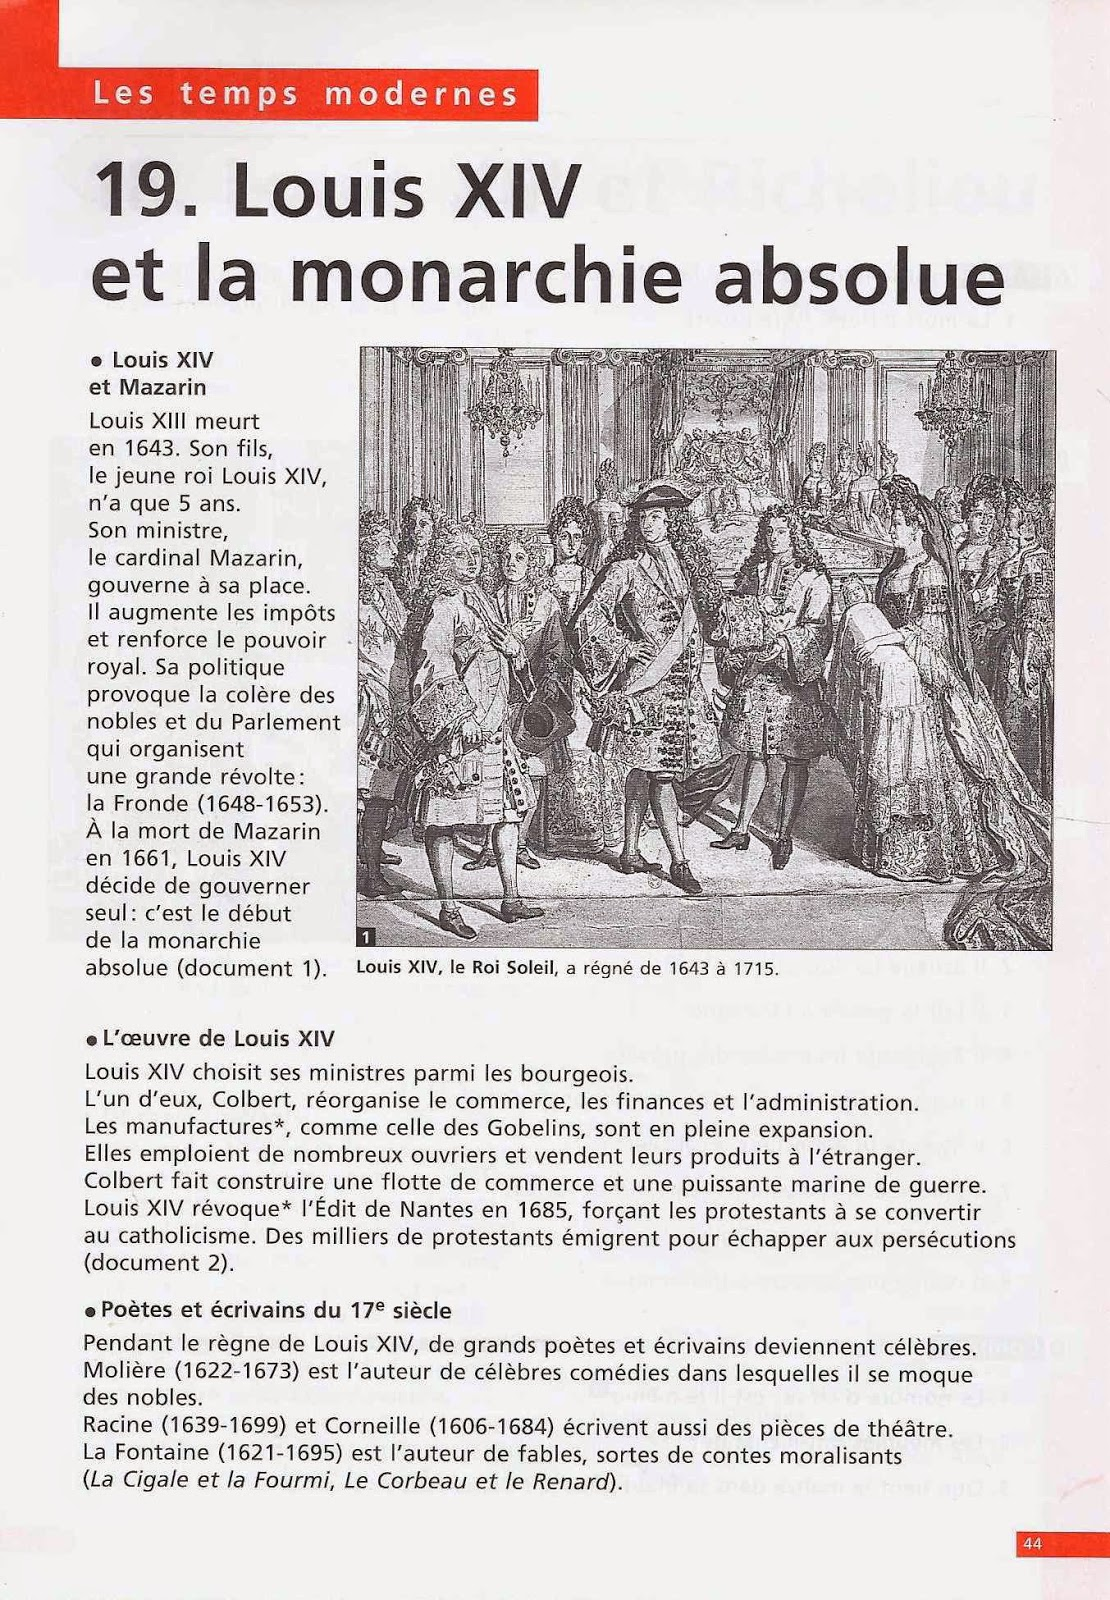 Les temps modernes
19. Louis XIV
et la monarchie absolue
• Louis XIV
et Mazarin
Louis XIII meurt
en 1643. Son fils,
le jeune roi Louis XIV,
n'a que 5 ans.
Son ministre,
le cardinal Mazarin,
gouverne à sa place.
Il augmente les impôts
et renforce le pouvoir
royal. Sa politique
provoque la colère des
nobles et du Parlement
qui organisent
une grande révolte :
la Fronde (1648-1653).
À la mort de Mazarin
en 1661, Louis XIV
décide de gouverner
seul : c'est le début
de la monarchie
absolue (document 1).
1
Louis XIV, le Roi Soleil, a régné de 1643 à 1715.
• L'œuvre de Louis XIV
Louis XIV choisit ses ministres parmi les bourgeois.
L'un d'eux, Colbert, réorganise le commerce, les finances et l'administration.
Les manufactures*, comme celle des Gobelins, sont en pleine expansion.
Elles emploient de nombreux ouvriers et vendent leurs produits à l'étranger.
Colbert fait construire une flotte de commerce et une puissante marine de guerre.
Louis XIV révoque* l'Édit de Nantes en 1685, forçant les protestants à se convertir
au catholicisme. Des milliers de protestants émigrent pour échapper aux persécutions
(document 2).
• Poètes et écrivains du 17e siècle
Pendant le règne de Louis XIV, de grands poètes et écrivains deviennent célèbres.
Molière (1622-1673) est l'auteur de célèbres comédies dans lesquelles il se moque
des nobles.
Racine (1639-1699) et Corneille (1606-1684) écrivent aussi des pièces de théâtre.
La Fontaine (1621-1695) est l'auteur de fables, sortes de contes moralisants
(La Cigale et la Fourmi, Le Corbeau et le Renard).
44